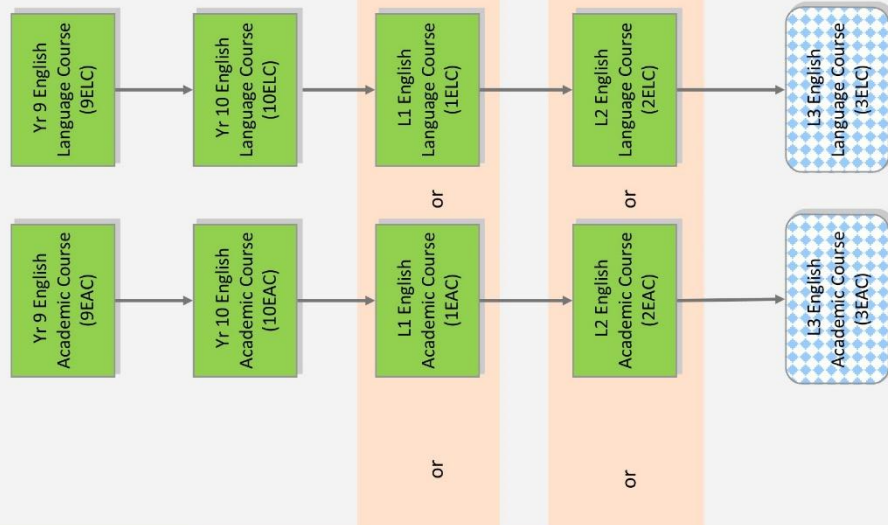 Yr 9 English
Academic Course
(9EAC)
Yr 9 English
Language Course
(9ELC)
Yr 10 English
Academic Course
(10EAC)
Yr 10 English
Language Course
(10ELC)
or
L1 English
Academic Course
(1EAC)
or
L1 English
Language Course
(1ELC)
or
L2 English
Academic Course
(2EAC)
or
L2 English
Language Course
(2ELC)
L3 English
Academic Course
(3EAC)
L3 English
Language Course
(3ELC)